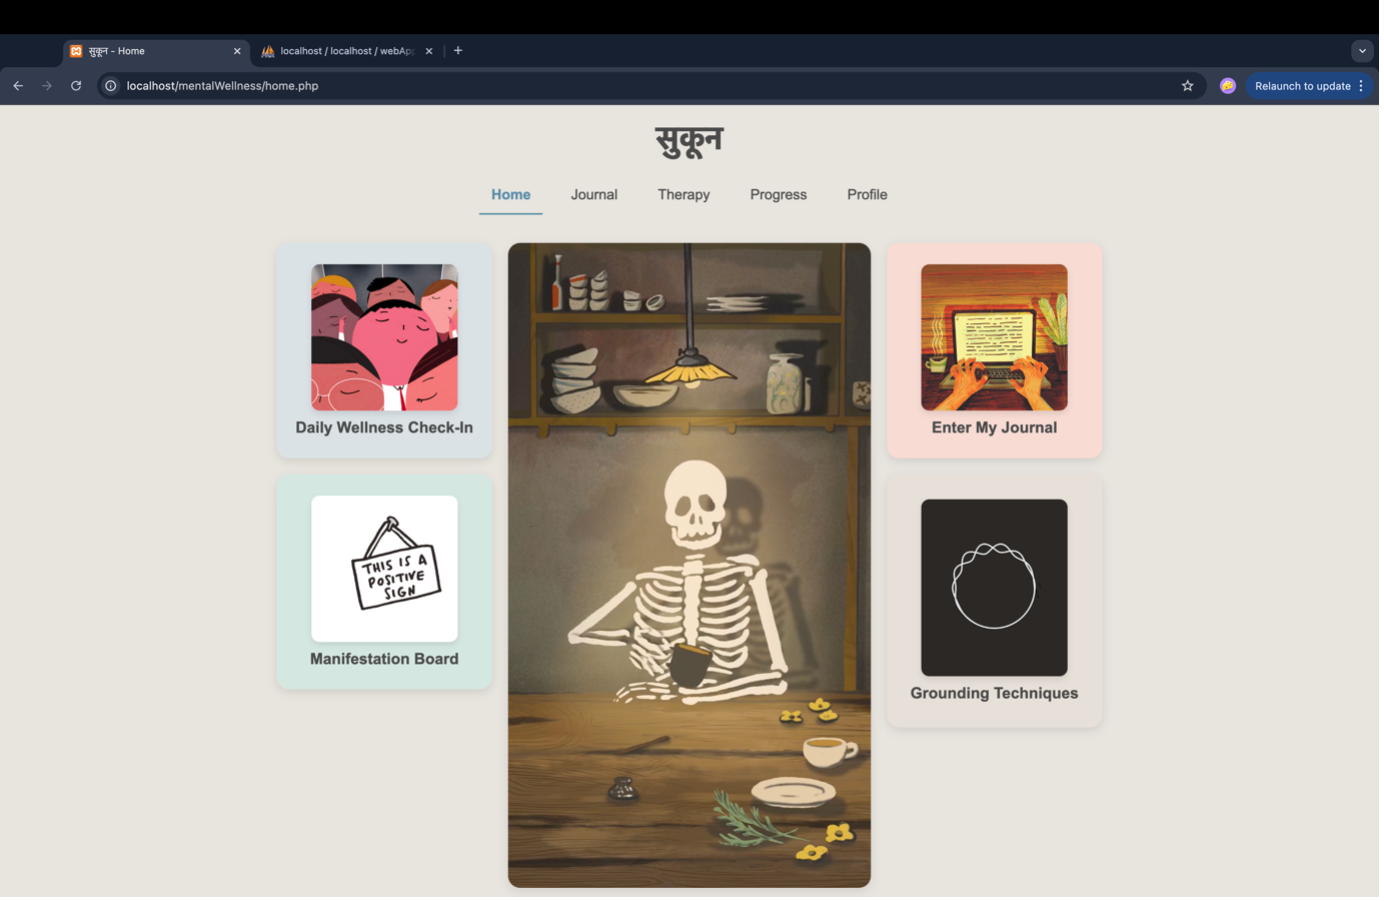 सुकून - Home
localhost / localhost / webAp
localhost/mentalWellness/home.php
Relaunch to update
सुकून
Home Journal Therapy Progress Profile
Daily Wellness Check-In
Enter My Journal
THIS IS A
POSITIVE
SIGN
Manifestation Board
Grounding Techniques